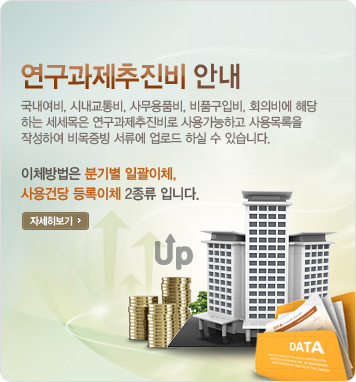 연구과제추진비 안내
국내여비, 시내교통비, 사무용품비, 비품구입비, 회의비에 해당
하는 세세목은 연구과제추진비로 사용가능하고 사용목록을
작성하여 비목증빙 서류에 업로드 하실 수 있습니다.
이체방법은 분기별 일괄이체,
사용건당 등록이체 2종류 입니다.
자세히보기
Up
DATA